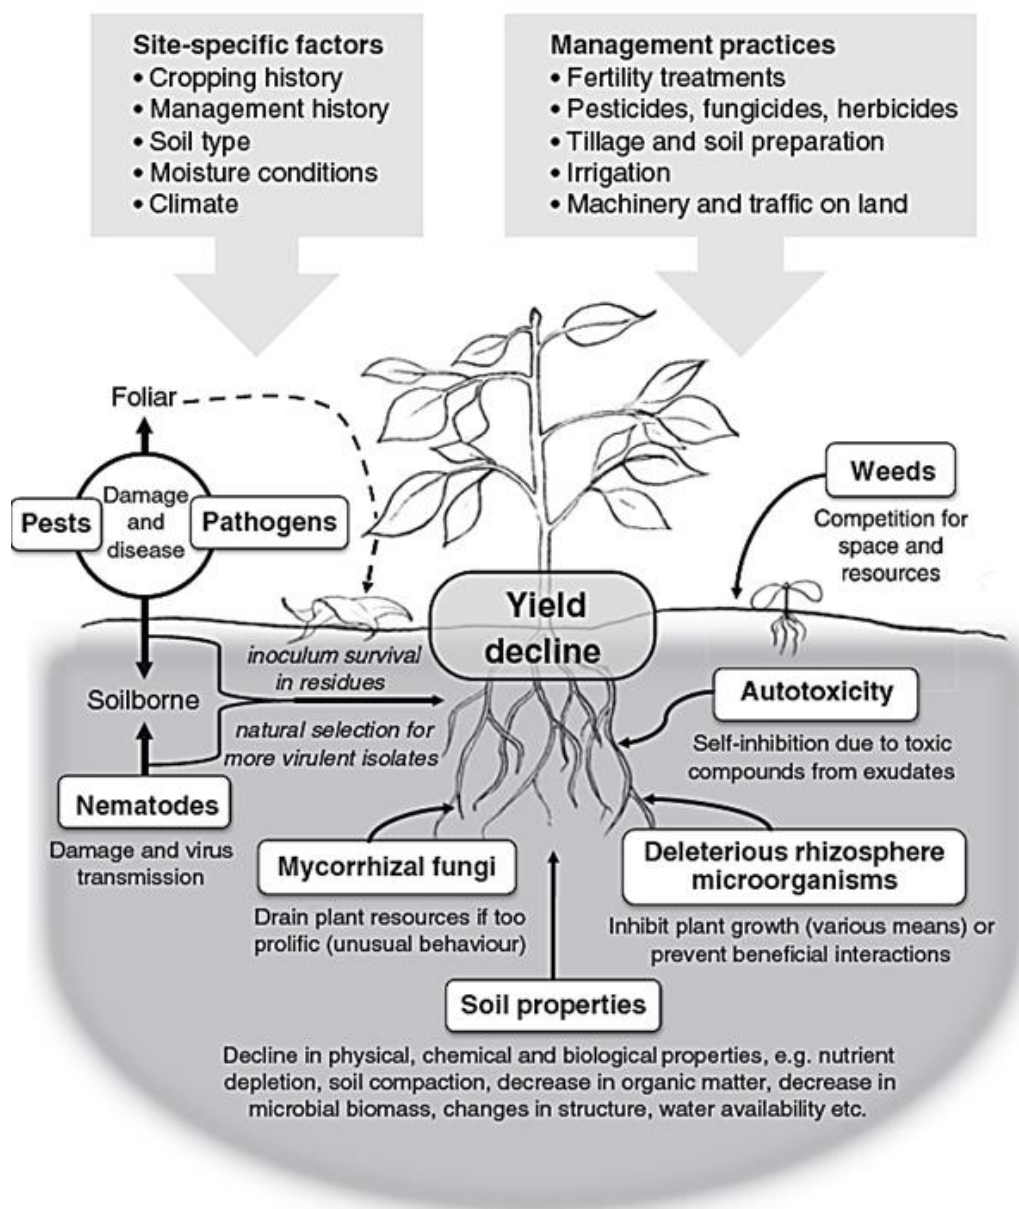 Site-specific factors
• Cropping history
• Management history
• Soil type
• Moisture conditions
• Climate
Management practices
• Fertility treatments
• Pesticides, fungicides, herbicides
• Tillage and soil preparation
• Irrigation
• Machinery and traffic on land
Foliar
Pests
Damage
and
disease
Pathogens
Weeds
Competition for
space and
resources
Yield
decline
inoculum survival
in residues
Soilborne
natural selection for
more virulent isolates
Autotoxicity
Self-inhibition due to toxic
compounds from exudates
Nematodes
Damage and virus
transmission
Mycorrhizal fungi
Drain plant resources if too
prolific (unusual behaviour)
Deleterious rhizosphere
microorganisms
Inhibit plant growth (various means) or
prevent beneficial interactions
Soil properties
Decline in physical, chemical and biological properties, e.g. nutrient
depletion, soil compaction, decrease in organic matter, decrease in
microbial biomass, changes in structure, water availability etc.